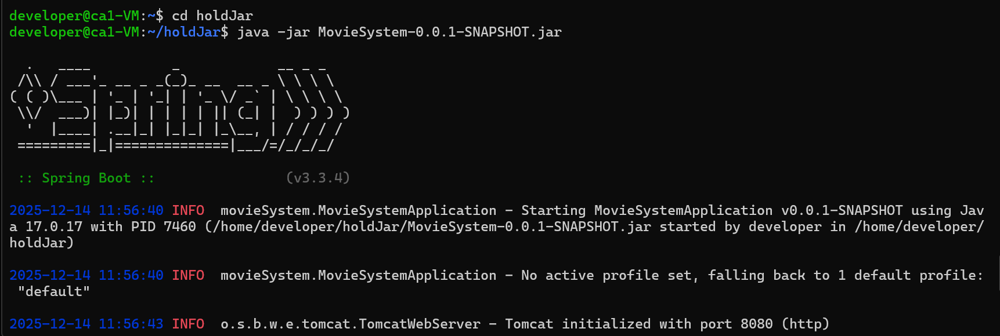 developer@ca1-VM:~$ cd holdJar
developer@ca1-VM:~/holdJar$ java -jar MovieSystem-0.0.1-SNAPSHOT.jar
  .   ____          _            __ _ _
 /\\ / ___'_ __ _ _(_)_ __  __ _ \ \ \ \
( ( )\___ | '_ | '_| | '_ \/ _` | \ \ \ \
 \\/  ___)| |_)| | | | | || (_| |  ) ) ) )
  '  |____| .__|_| |_|_| |_\__, | / / / /
 =========|_|==============|___/=/_/_/_/
 :: Spring Boot ::                (v3.3.4)
2025-12-14 11:56:40 INFO  movieSystem.MovieSystemApplication - Starting MovieSystemApplication v0.0.1-SNAPSHOT using Jav
a 17.0.17 with PID 7460 (/home/developer/holdJar/MovieSystem-0.0.1-SNAPSHOT.jar started by developer in /home/developer/
holdJar)
2025-12-14 11:56:40 INFO  movieSystem.MovieSystemApplication - No active profile set, falling back to 1 default profile:
 "default"
2025-12-14 11:56:43 INFO  o.s.b.w.e.tomcat.TomcatWebServer - Tomcat initialized with port 8080 (http)